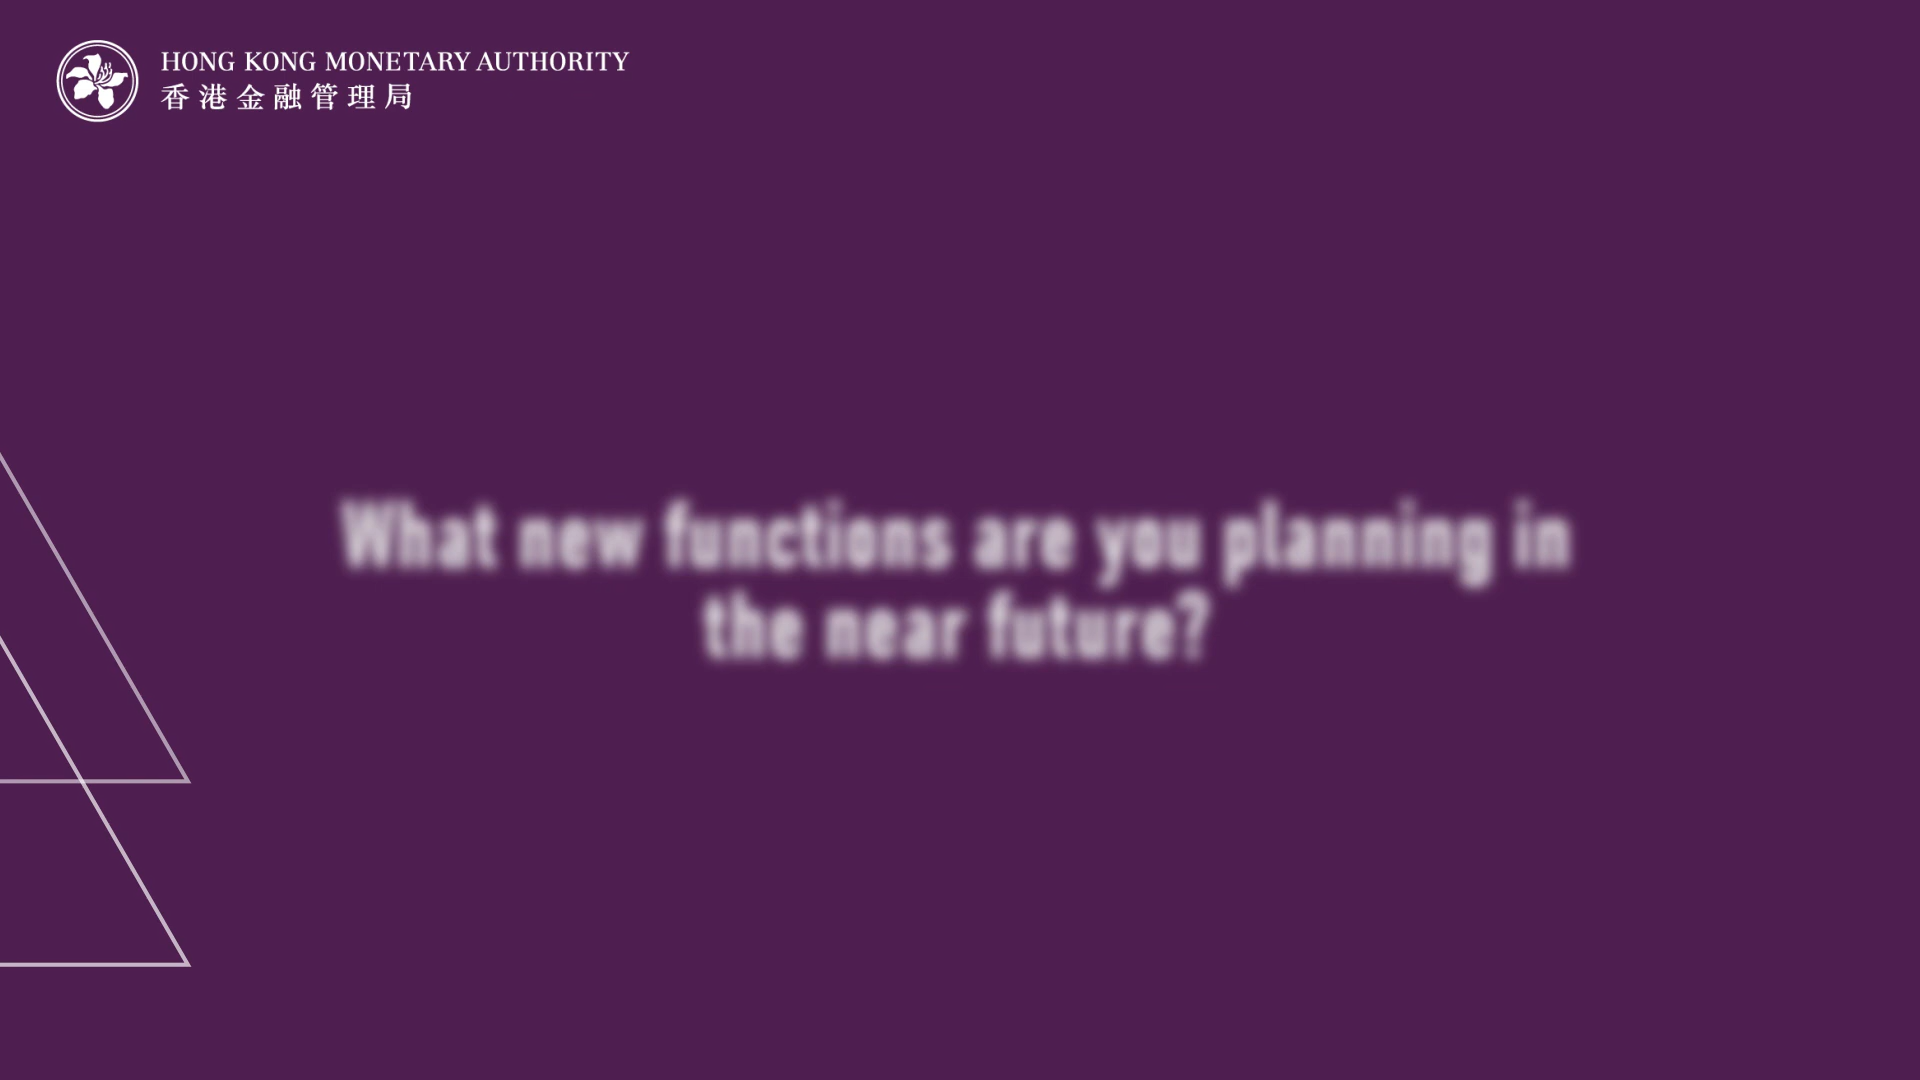 HONG KONG MONETARY AUTHORITY
香港金融管理局
What new functions are you planning in
the near future?